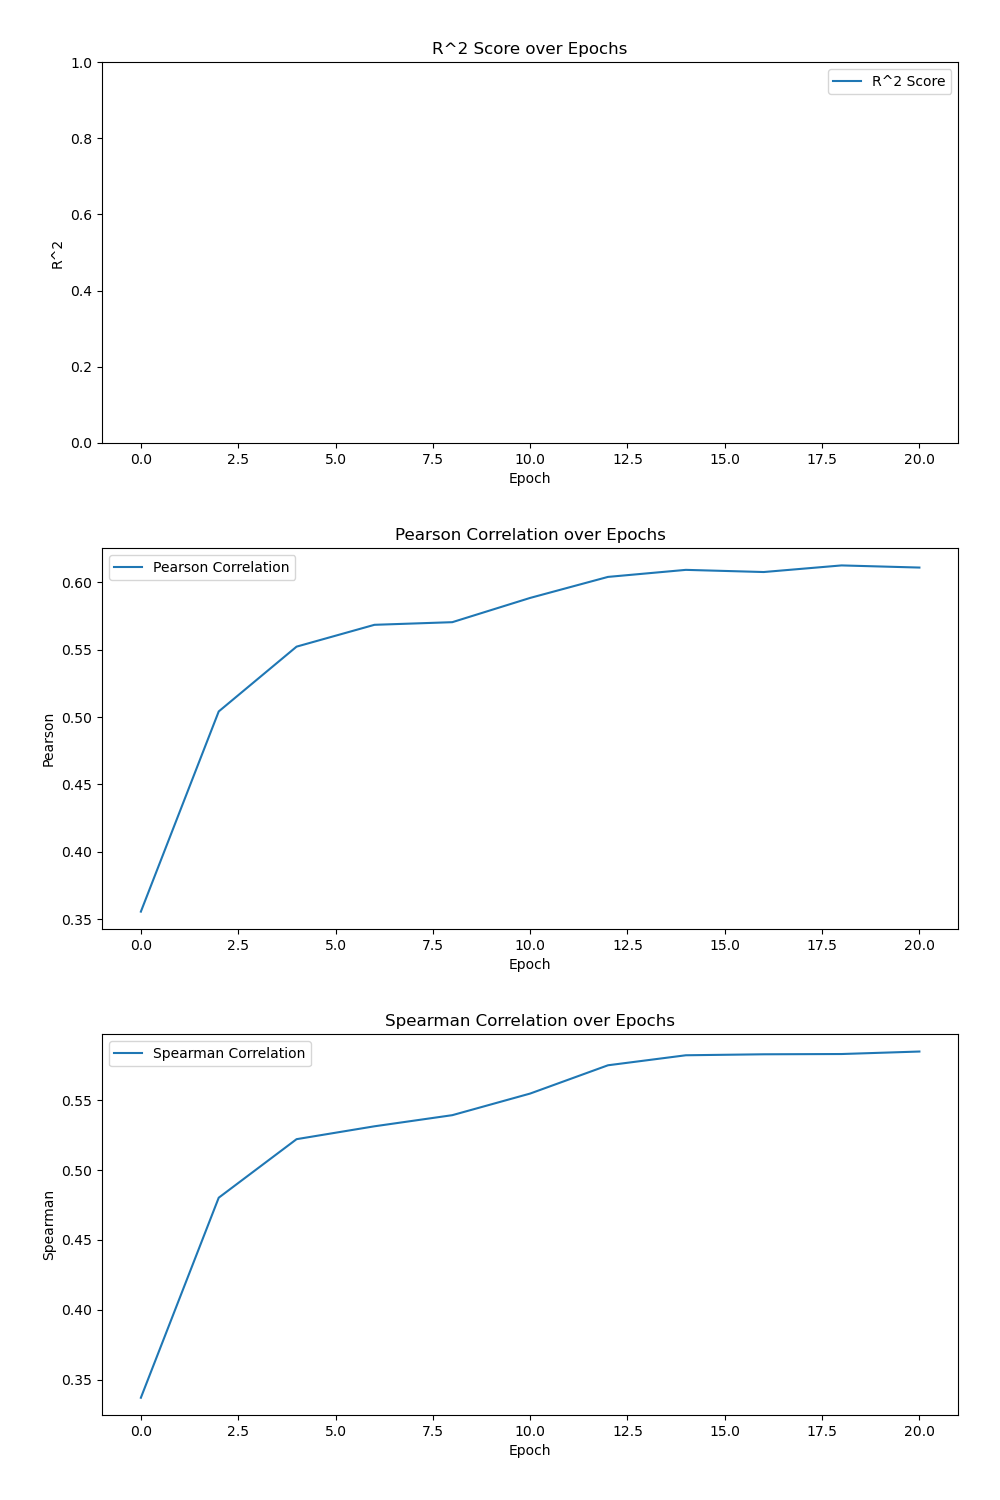 R^2 Score over Epochs
R^2 Score
1.0
0.8
0.6
0.4
0.2
0.0
R^2
0.0 2.5 5.0 7.5 10.0 12.5 15.0 17.5 20.0
Epoch
Pearson Correlation over Epochs
Pearson Correlation
0.60
0.55
0.50
0.45
0.40
0.35
Pearson
0.0 2.5 5.0 7.5 10.0 12.5 15.0 17.5 20.0
Epoch
Spearman Correlation over Epochs
Spearman Correlation
0.55
0.50
0.45
0.40
0.35
Spearman
0.0 2.5 5.0 7.5 10.0 12.5 15.0 17.5 20.0
Epoch